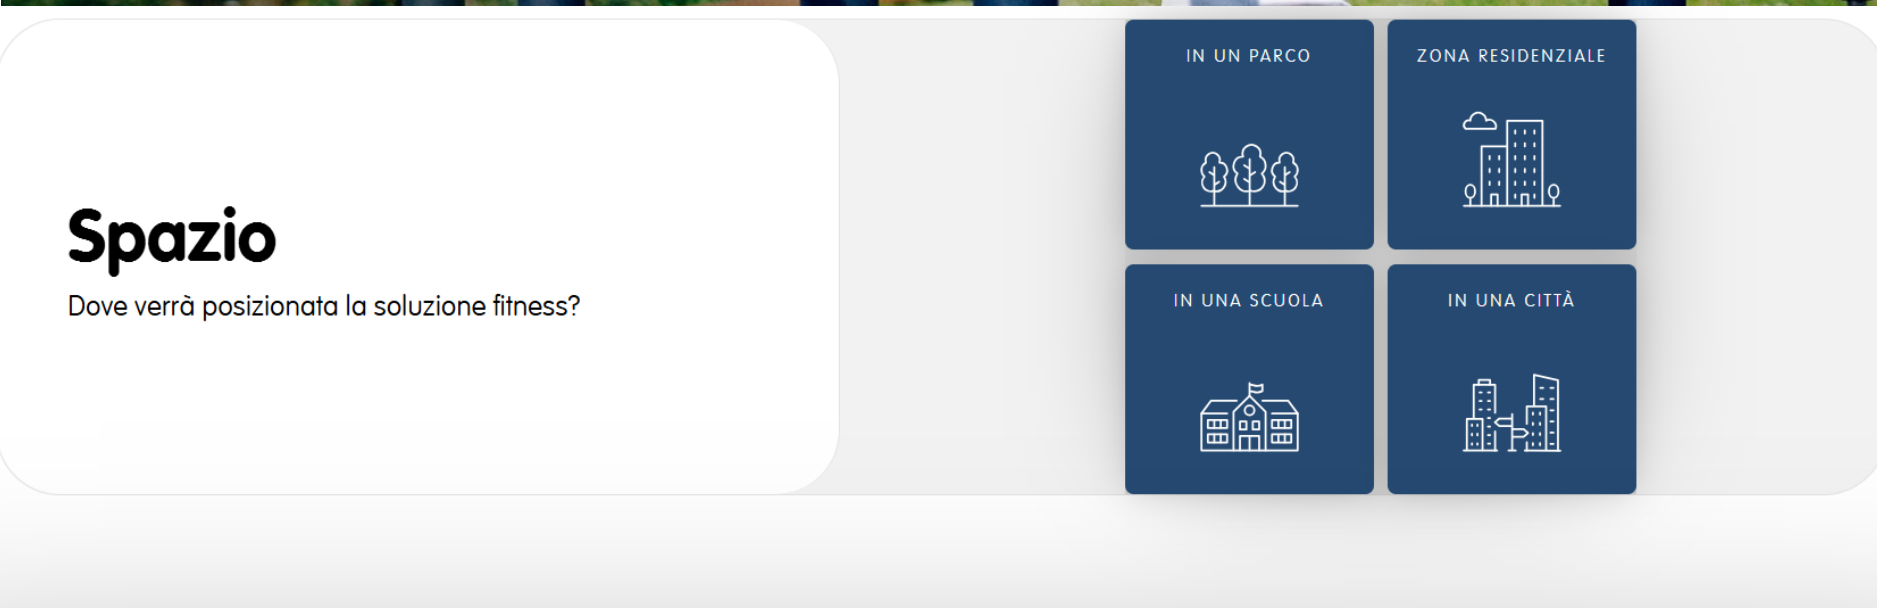 Spazio
Dove verrà posizionata la soluzione fitness?
IN UN PARCO
ZONA RESIDENZIALE
IN UNA SCUOLA
IN UNA CITTÀ